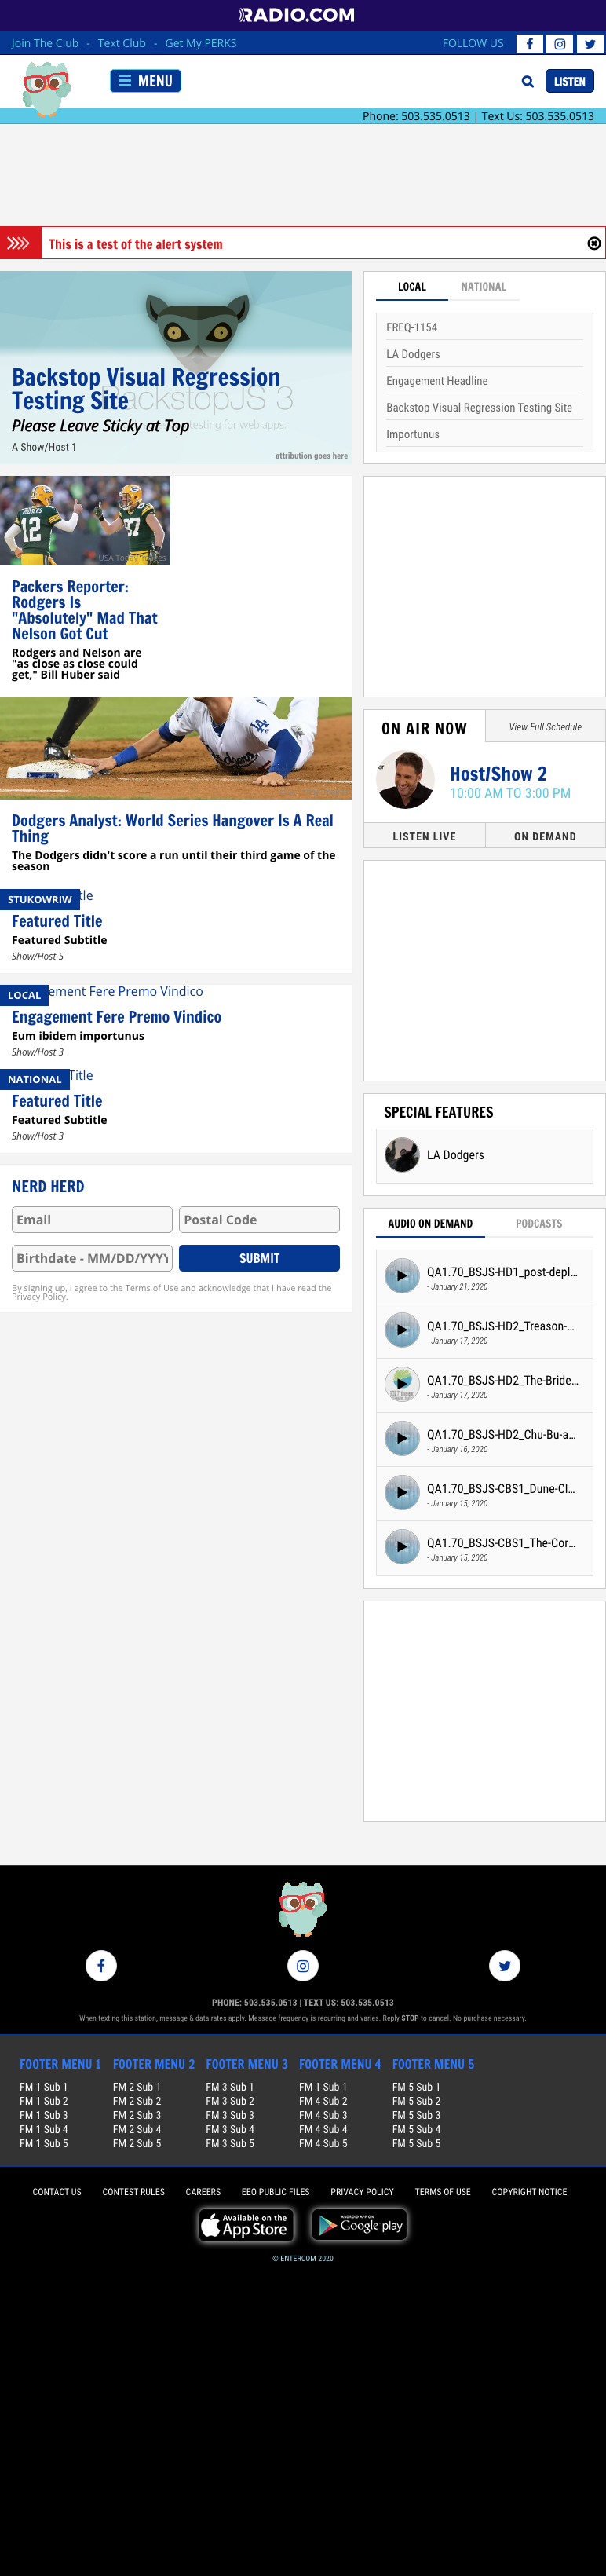 RADIO.COM
Join The Club - Text Club - Get My PERKS
FOLLOW US
MENU
LISTEN
Phone: 503.535.0513 | Text Us: 503.535.0513
This is a test of the alert system
BackstopJS 3
testing for web apps.
Backstop Visual Regression
Testing Site
Please Leave Sticky at Top
A Show/Host 1
attribution goes here
LOCAL
NATIONAL
FREQ-1154
LA Dodgers
Engagement Headline
Backstop Visual Regression Testing Site
Importunus
USA Today
Packers Reporter:
Rodgers Is
"Absolutely" Mad That
Nelson Got Cut
Rodgers and Nelson are
"as close as close could
get," Bill Huber said
Dodgers Analyst: World Series Hangover Is A Real
Thing
The Dodgers didn't score a run until their third game of the
season
STUKOWRIW
Featured Title
Featured Subtitle
Show/Host 5
LOCAL
ement Fere Premo Vindico
Engagement Fere Premo Vindico
Eum ibidem importunus
Show/Host 3
NATIONAL
Title
Featured Title
Featured Subtitle
Show/Host 3
NERD HERD
Email
Postal Code
Birthdate - MM/DD/YYYY
SUBMIT
By signing up, I agree to the Terms of Use and acknowledge that I have read the
Privacy Policy.
ON AIR NOW
View Full Schedule
Host/Show 2
10:00 AM TO 3:00 PM
LISTEN LIVE
ON DEMAND
SPECIAL FEATURES
LA Dodgers
AUDIO ON DEMAND
PODCASTS
QA1.70_BSJS-HD1_post-depl...
- January 21, 2020
QA1.70_BSJS-HD2_Treason-...
- January 17, 2020
QA1.70_BSJS-HD2_The-Bride...
- January 17, 2020
QA1.70_BSJS-HD2_Chu-Bu-a...
- January 16, 2020
QA1.70_BSJS-CBS1_Dune-Cl...
- January 15, 2020
QA1.70_BSJS-CBS1_The-Cor...
- January 15, 2020
PHONE: 503.535.0513 | TEXT US: 503.535.0513
When texting this station, message & data rates apply. Message frequency is recurring and varies. Reply STOP to cancel. No purchase necessary.
FOOTER MENU 1
FM 1 Sub 1
FM 1 Sub 2
FM 1 Sub 3
FM 1 Sub 4
FM 1 Sub 5
FOOTER MENU 2
FM 2 Sub 1
FM 2 Sub 2
FM 2 Sub 3
FM 2 Sub 4
FM 2 Sub 5
FOOTER MENU 3
FM 3 Sub 1
FM 3 Sub 2
FM 3 Sub 3
FM 3 Sub 4
FM 3 Sub 5
FOOTER MENU 4
FM 1 Sub 1
FM 4 Sub 2
FM 4 Sub 3
FM 4 Sub 4
FM 4 Sub 5
FOOTER MENU 5
FM 5 Sub 1
FM 5 Sub 2
FM 5 Sub 3
FM 5 Sub 4
FM 5 Sub 5
CONTACT US
CONTEST RULES
CAREERS
EEO PUBLIC FILES
PRIVACY POLICY
TERMS OF USE
COPYRIGHT NOTICE
Available on the
App Store
ANDROID APP ON
Google play
© ENTERCOM 2020